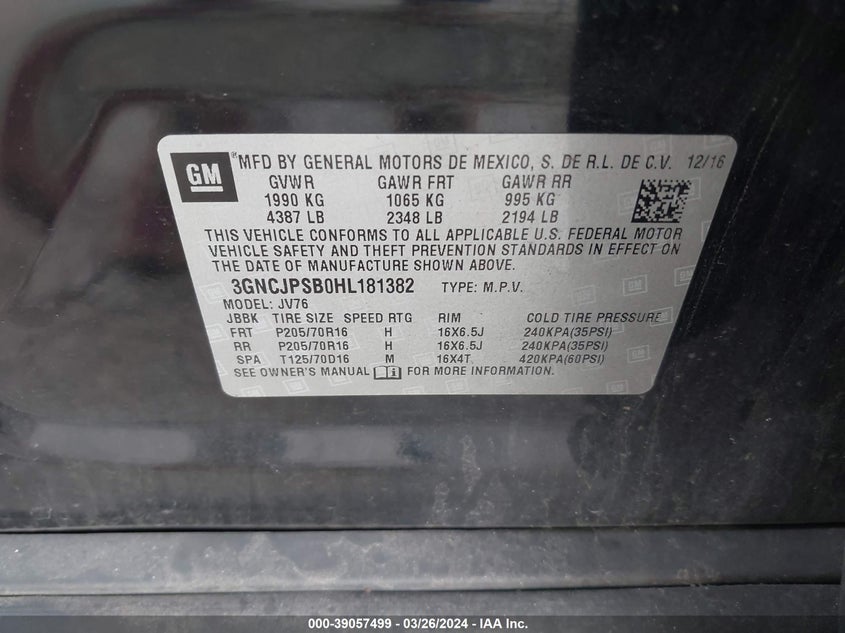 GM ® MFD BY GENERAL MOTORS DE MEXICO, S. DE R.L. DE C.V. 12/16
GVWR GAWR FRT GAWR RR
1990 KG 1065 KG 995 KG
4387 LB 2348 LB 2194 LB
THIS VEHICLE CONFORMS TO ALL APPLICABLE U.S. FEDERAL MOTOR
VEHICLE SAFETY AND THEFT PREVENTION STANDARDS IN EFFECT ON
THE DATE OF MANUFACTURE SHOWN ABOVE.
3GNCJPSB0HL181382 TYPE: M.P.V.
MODEL: JV76
JBBK TIRE SIZE SPEED RTG RIM COLD TIRE PRESSURE
FRT P205/70R16 H 16X6.5J 240KPA(35PSI)
RR P205/70R16 H 16X6.5J 240KPA(35PSI)
SPA T125/70D16 M 16X4T 420KPA(60PSI)
SEE OWNER'S MANUAL FOR MORE INFORMATION.
000-39057499 - 03/26/2024 - IAA Inc.